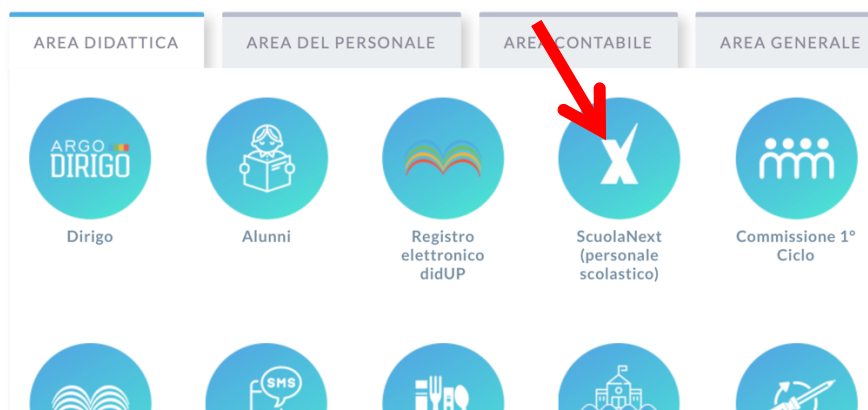 AREA DIDATTICA
AREA DEL PERSONALE
AREA CONTABILE
AREA GENERALE
ARGO
DIRIGO
Dirigo
Alunni
Registro
elettronico
didUP
ScuolaNext
(personale
scolastico)
Commissione 1°
Ciclo
SMS